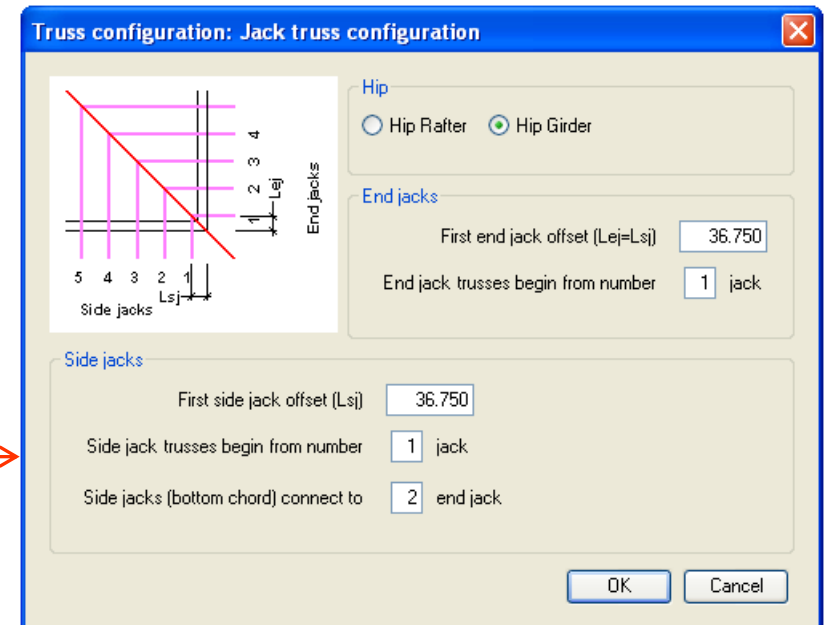 Truss configuration: Jack truss configuration
4
3
2
1
Lej
End jacks
5 4 3 2 1
Lsj
Side jacks
Hip
Hip Rafter Hip Girder
End jacks
First end jack offset (Lej=Lsj) 36.750
End jack trusses begin from number 1 jack
Side jacks
First side jack offset (Lsj) 36.750
Side jack trusses begin from number 1 jack
Side jacks (bottom chord) connect to 2 end jack
OK Cancel